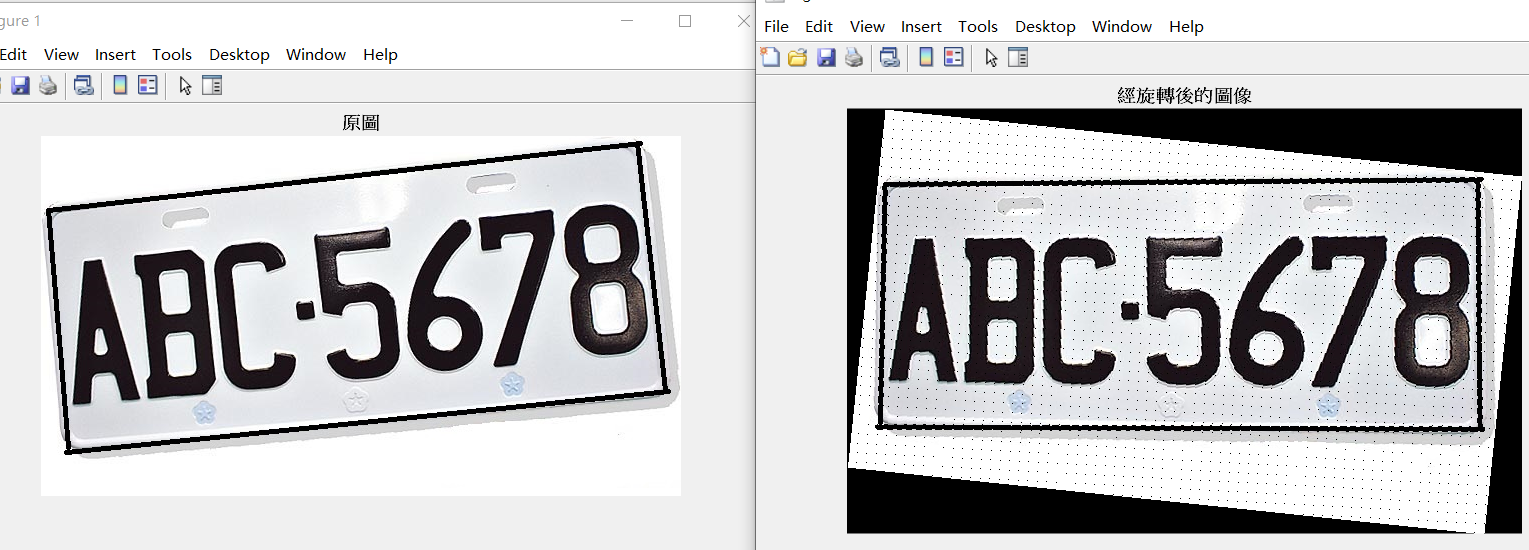 gure 1
Edit View Insert Tools Desktop Window Help
原圖
ABC·5678
File Edit View Insert Tools Desktop Window Help
經旋轉後的圖像
ABC·5678